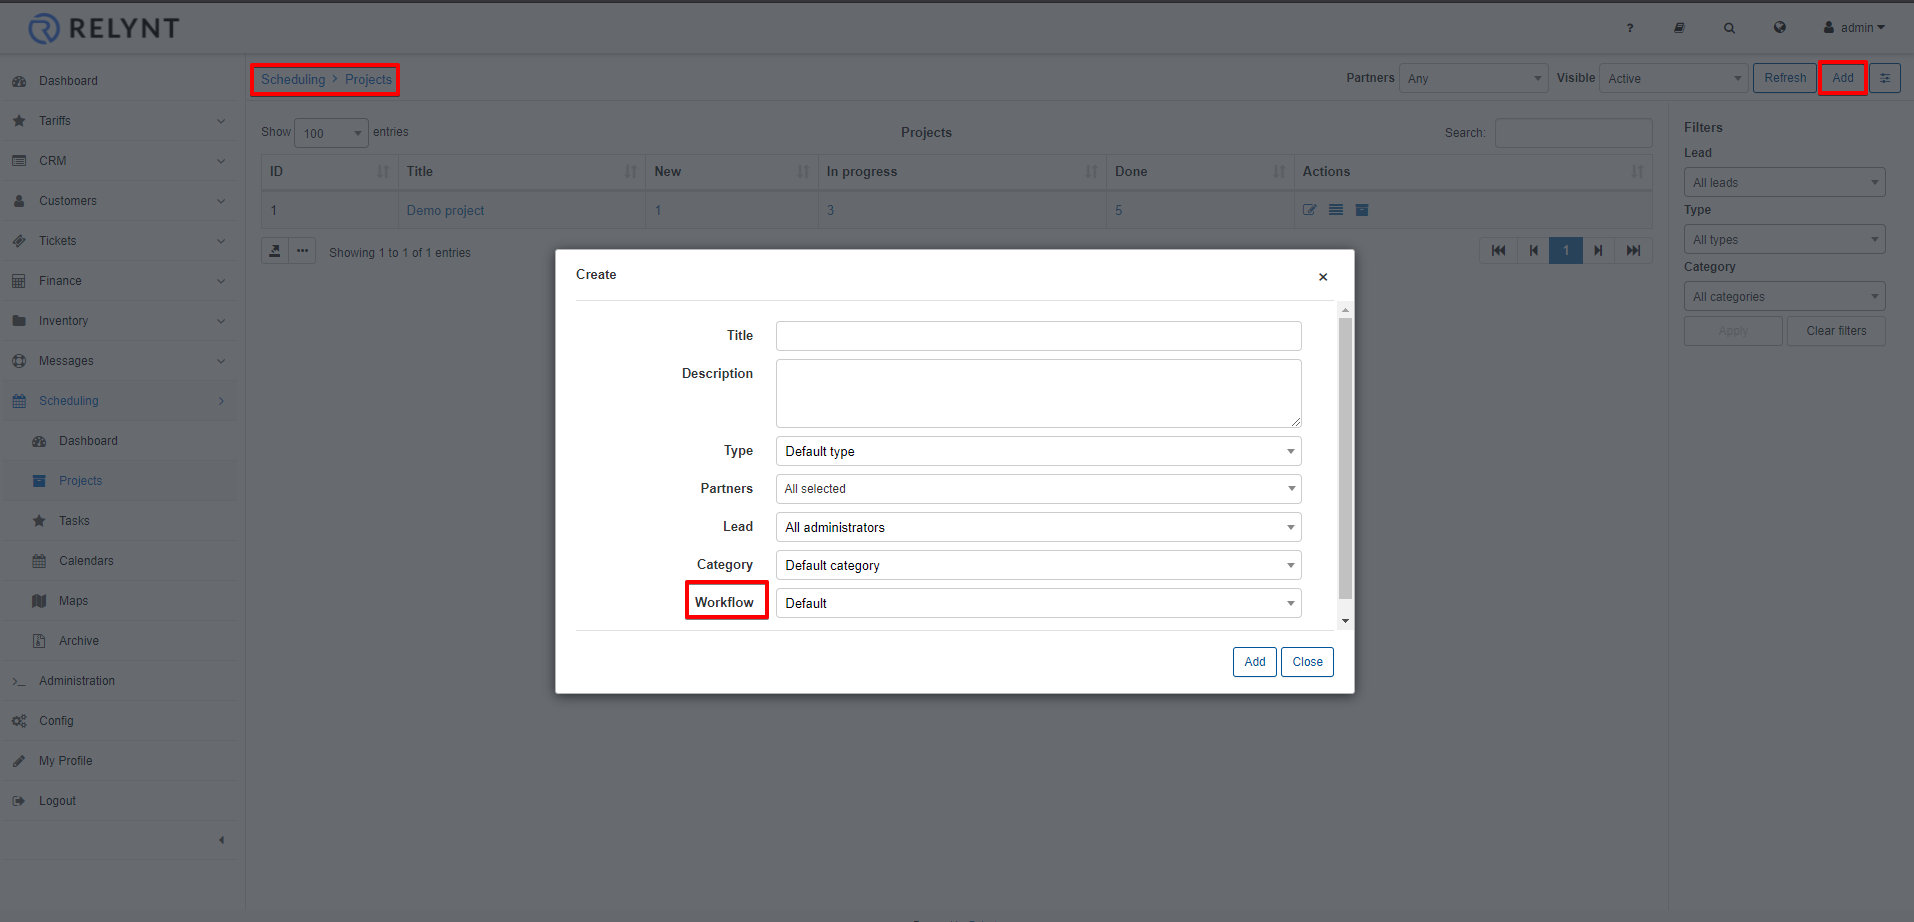 RELYNT
? admin
Dashboard
Tariffs
CRM
Customers
Tickets
Finance
Inventory
Messages
Scheduling
Dashboard
Projects
Tasks
Calendars
Maps
Archive
Administration
Config
My Profile
Logout
Scheduling > Projects
Partners Any Visible Active Refresh Add
Show 100 entries Projects Search:
ID Title New In progress Done Actions
1 Demo project 1 3 5
Showing 1 to 1 of 1 entries 1
Filters
Lead
All leads
Type
All types
Category
All categories
Apply Clear filters
Create ×
Title
Description
Type Default type
Partners All selected
Lead All administrators
Category Default category
Workflow Default
Add Close